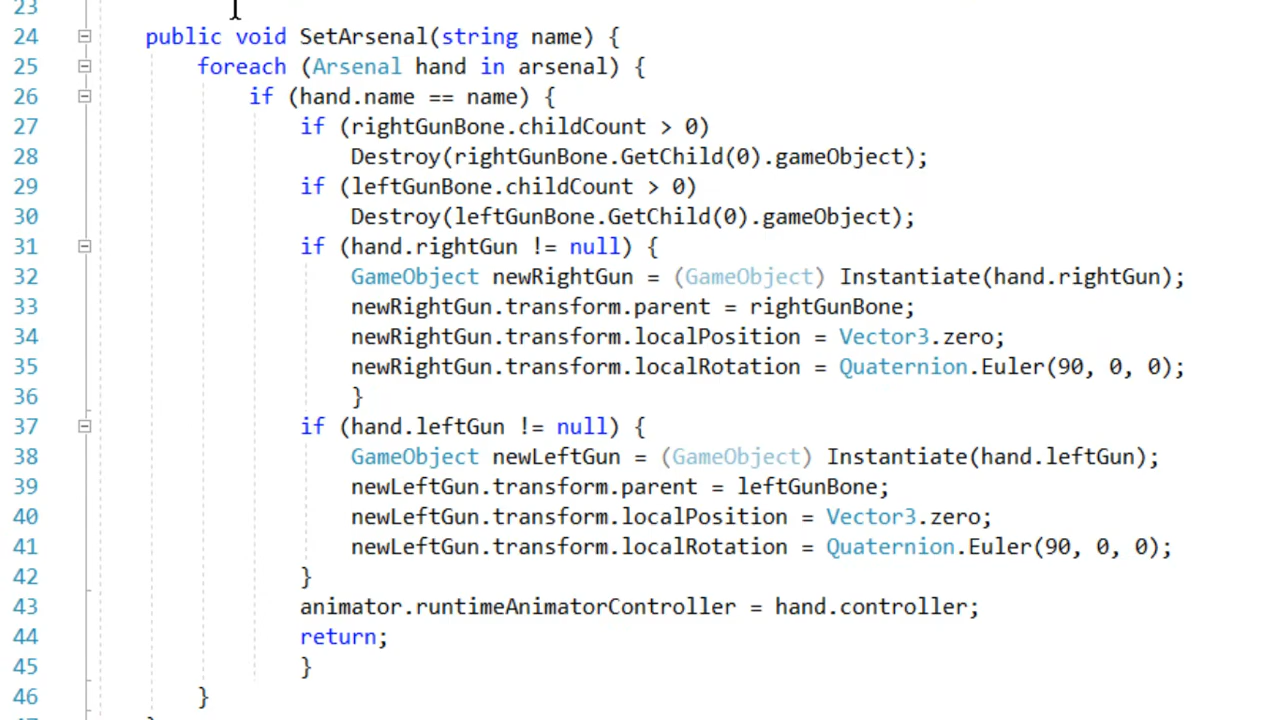 23
24 public void SetArsenal(string name) {
25 foreach (Arsenal hand in arsenal) {
26 if (hand.name == name) {
27 if (rightGunBone.childCount > 0)
28 Destroy(rightGunBone.GetChild(0).gameObject);
29 if (leftGunBone.childCount > 0)
30 Destroy(leftGunBone.GetChild(0).gameObject);
31 if (hand.rightGun != null) {
32 GameObject newRightGun = (GameObject) Instantiate(hand.rightGun);
33 newRightGun.transform.parent = rightGunBone;
34 newRightGun.transform.localPosition = Vector3.zero;
35 newRightGun.transform.localRotation = Quaternion.Euler(90, 0, 0);
36 }
37 if (hand.leftGun != null) {
38 GameObject newLeftGun = (GameObject) Instantiate(hand.leftGun);
39 newLeftGun.transform.parent = leftGunBone;
40 newLeftGun.transform.localPosition = Vector3.zero;
41 newLeftGun.transform.localRotation = Quaternion.Euler(90, 0, 0);
42 }
43 animator.runtimeAnimatorController = hand.controller;
44 return;
45 }
46 }